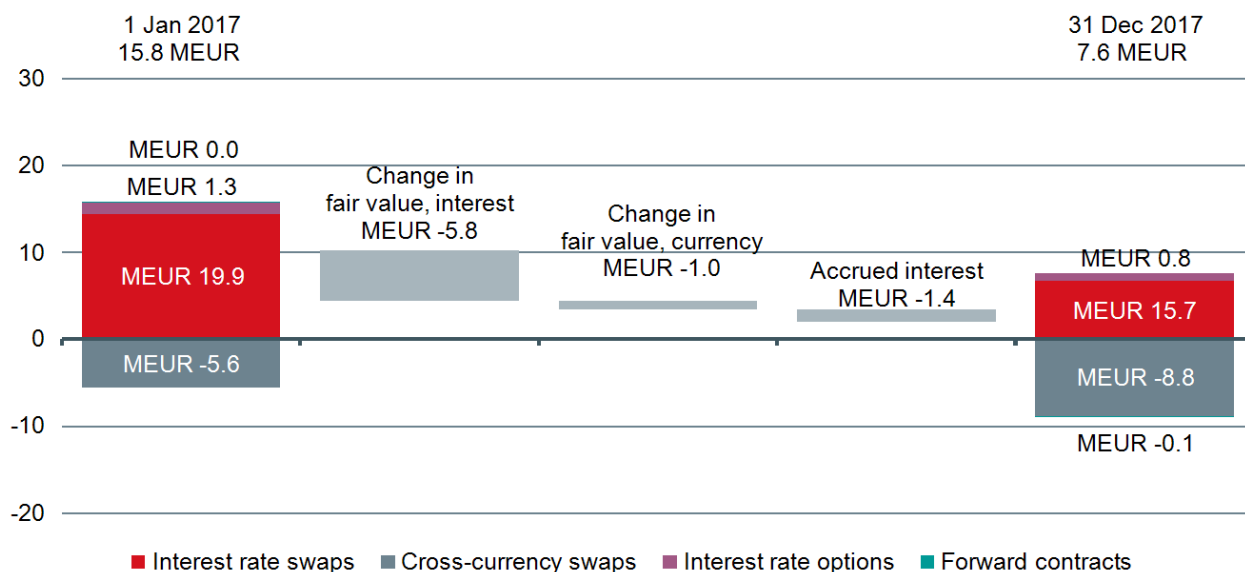 1 Jan 2017
15.8 MEUR
31 Dec 2017
7.6 MEUR
30
20
10
0
-10
-20
MEUR 0.0
MEUR 1.3
MEUR 19.9
MEUR -5.6
Change in
fair value, interest
MEUR -5.8
Change in
fair value, currency
MEUR -1.0
Accrued interest
MEUR -1.4
MEUR 0.8
MEUR 15.7
MEUR -8.8
MEUR -0.1
Interest rate swaps
Cross-currency swaps
Interest rate options
Forward contracts